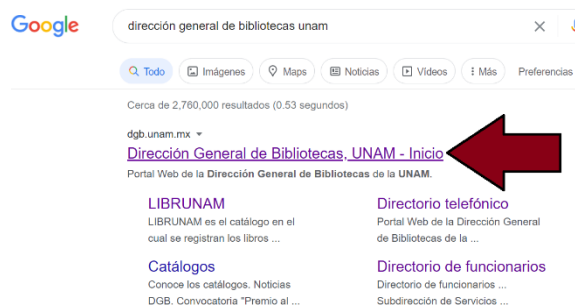 Google
dirección general de bibliotecas unam
Todo Imágenes Maps Noticias Vídeos Más Preferencias
Cerca de 2,760,000 resultados (0.53 segundos)
dgb.unam.mx
Dirección General de Bibliotecas, UNAM - Inicio
Portal Web de la Dirección General de Bibliotecas de la UNAM.
LIBRUNAM
LIBRUNAM es el catálogo en el
cual se registran los libros ...
Directorio telefónico
Portal Web de la Dirección General
de Bibliotecas de la ...
Catálogos
Conoce los catálogos. Noticias
DGB. Convocatoria "Premio al ...
Directorio de funcionarios
Directorio de funcionarios ...
Subdirección de Servicios ...